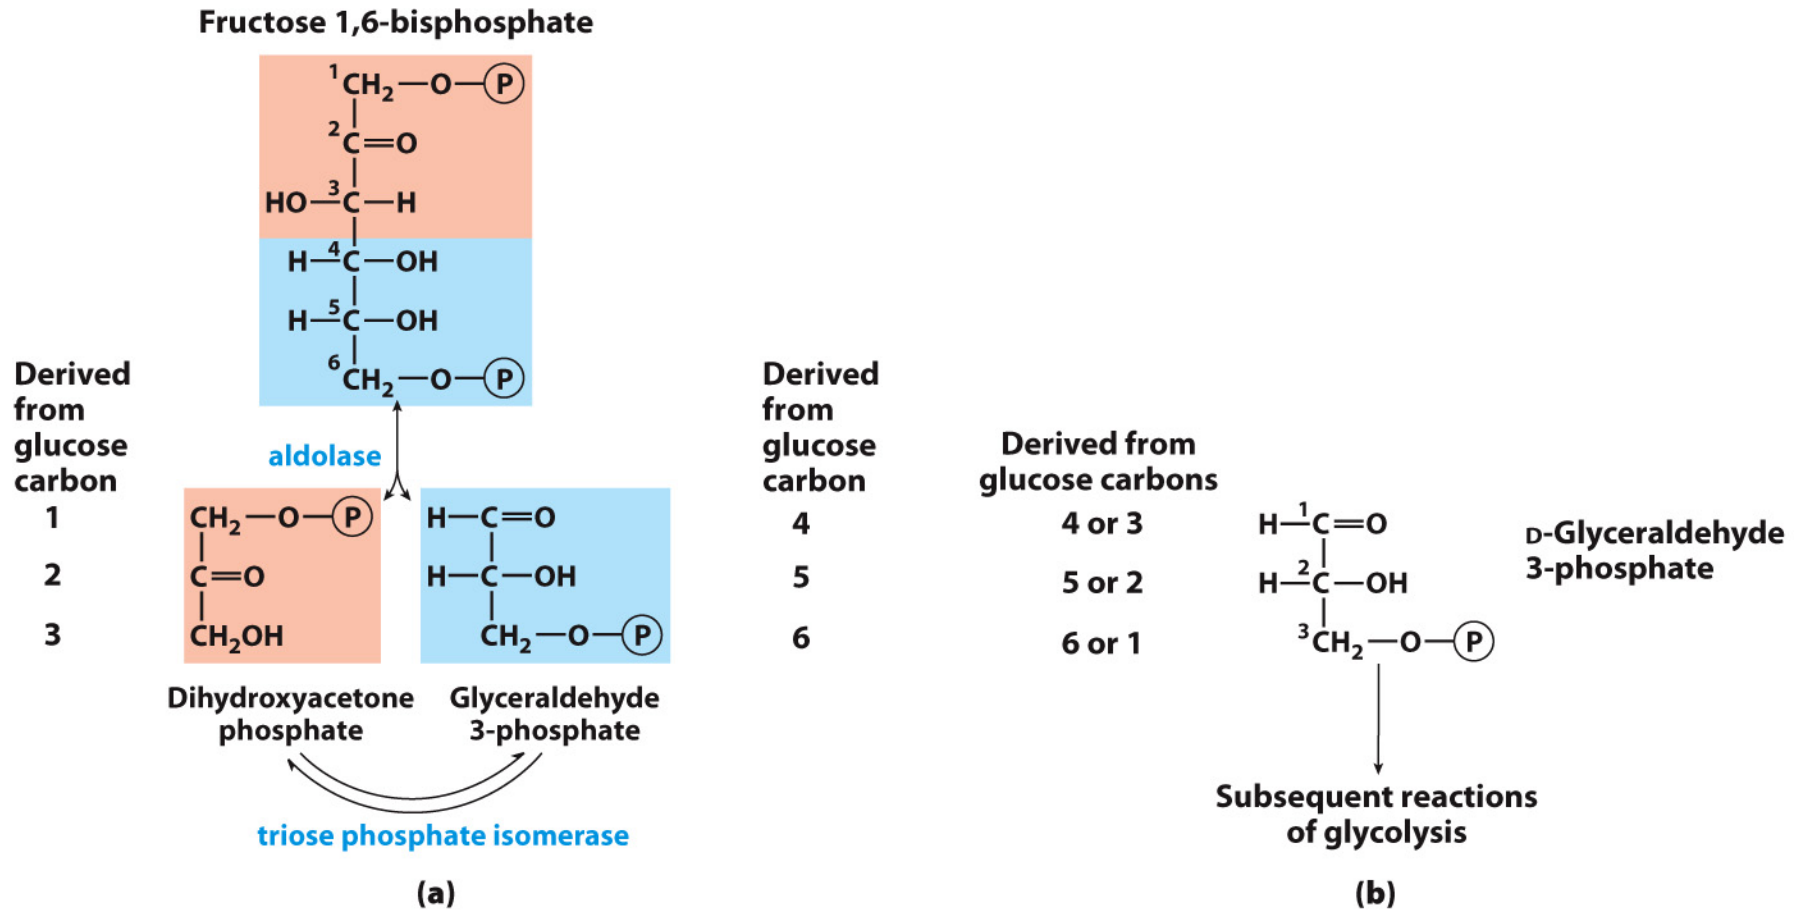 Fructose 1,6-bisphosphate
1CH2—O—P
2C=O
HO—3C—H
H—4C—OH
H—5C—OH
6CH2—O—P
aldolase
Derived
from
glucose
carbon
1
2
3
CH2—O—P
C=O
CH2OH
Dihydroxyacetone
phosphate
H—C=O
H—C—OH
CH2—O—P
Glyceraldehyde
3-phosphate
Derived
from
glucose
carbon
4
5
6
triose phosphate isomerase
(a)
Derived from
glucose carbons
4 or 3
5 or 2
6 or 1
H—1C=O
H—2C—OH
3CH2—O—P
D-Glyceraldehyde
3-phosphate
Subsequent reactions
of glycolysis
(b)